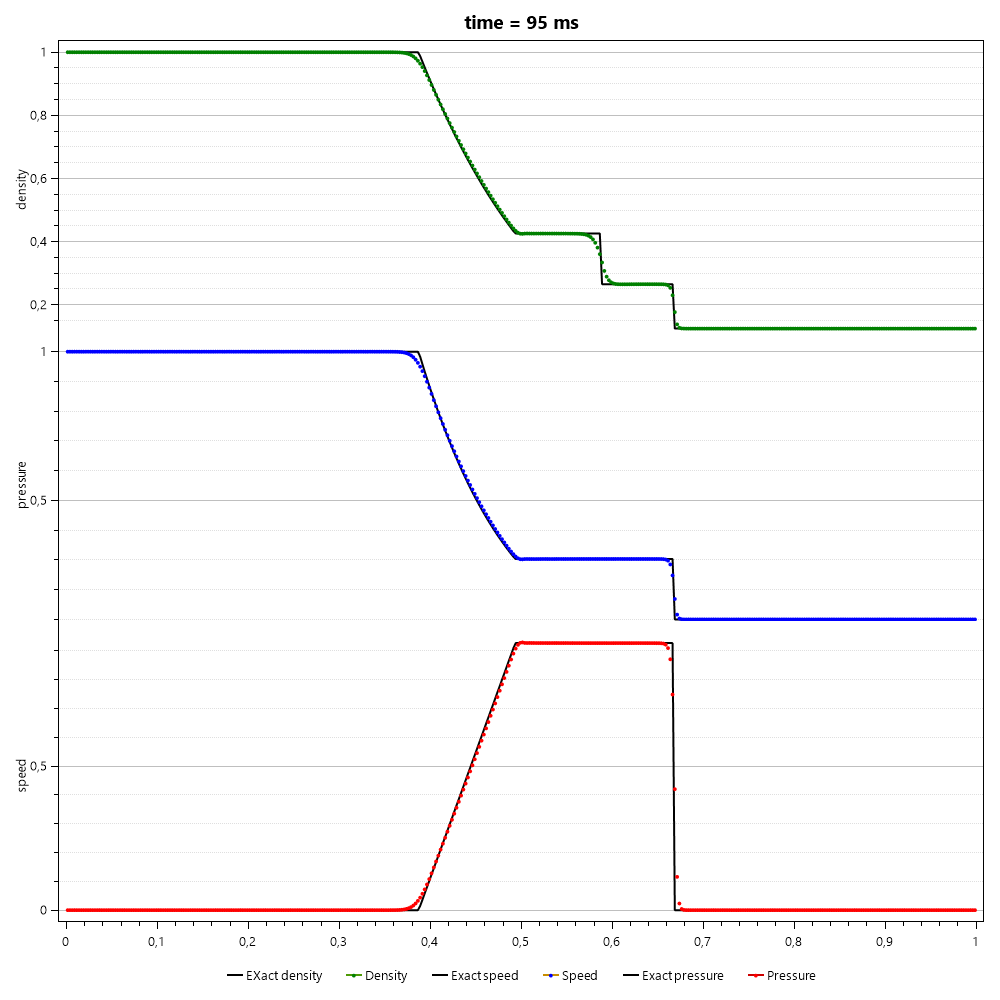 time = 95 ms
1
0,8
0,6
0,4
0,2
density
1
0,5
pressure
0,5
0
speed
0 0,1 0,2 0,3 0,4 0,5 0,6 0,7 0,8 0,9 1
EXact density Density Exact speed Speed Exact pressure Pressure